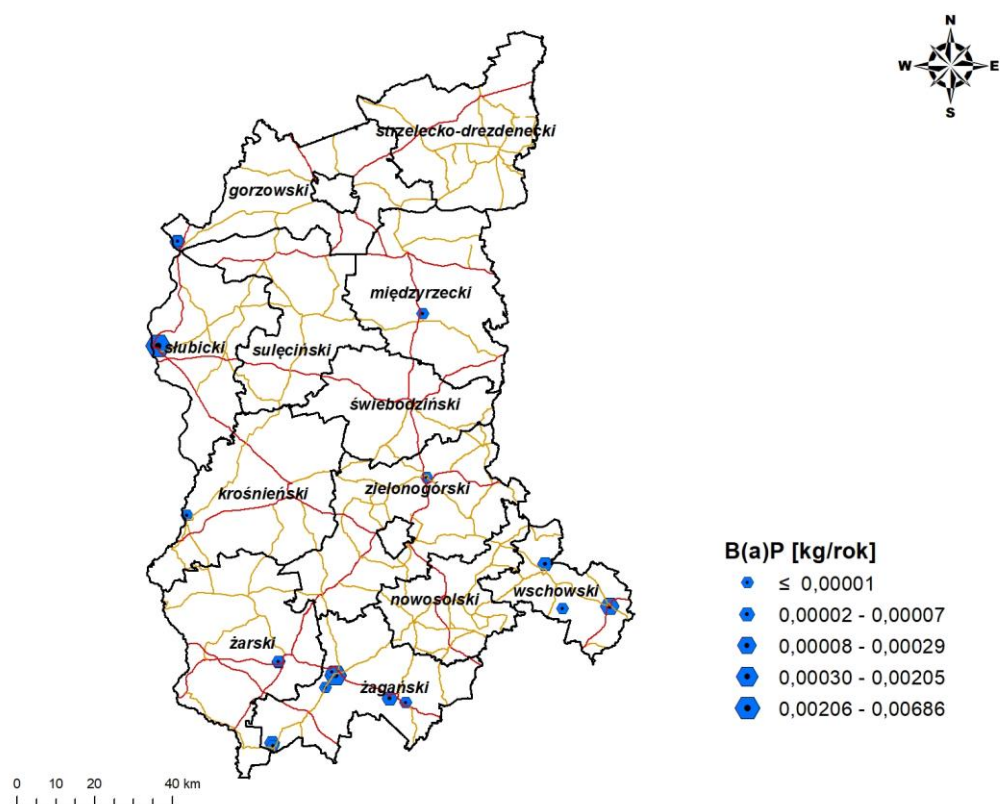 N
W E
S
strzelecko-drezdenecki
gorzowski
międzyrzecki
słubicki
sulęciński
świebodziński
krośnieński
zielonogórski
nowosolski
wschowski
żarski
żagański
B(a)P [kg/rok]
≤ 0,00001
0,00002 - 0,00007
0,00008 - 0,00029
0,00030 - 0,00205
0,00206 - 0,00686
0 10 20 40 km